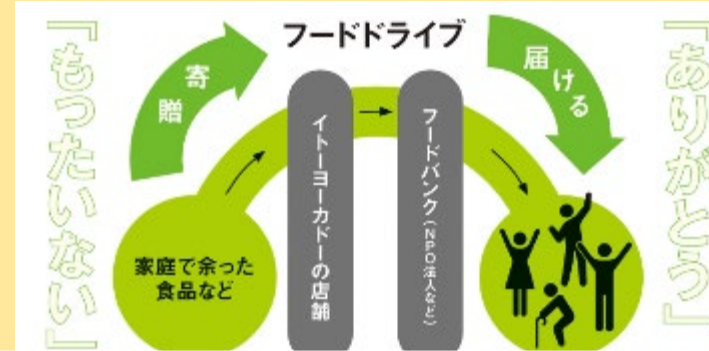 フードドライブ
『もったいない』
寄贈
届ける
『ありがとう』
家庭で余った
食品など
イトーヨーカドーの店舗
フードバンク(NPO法人など)